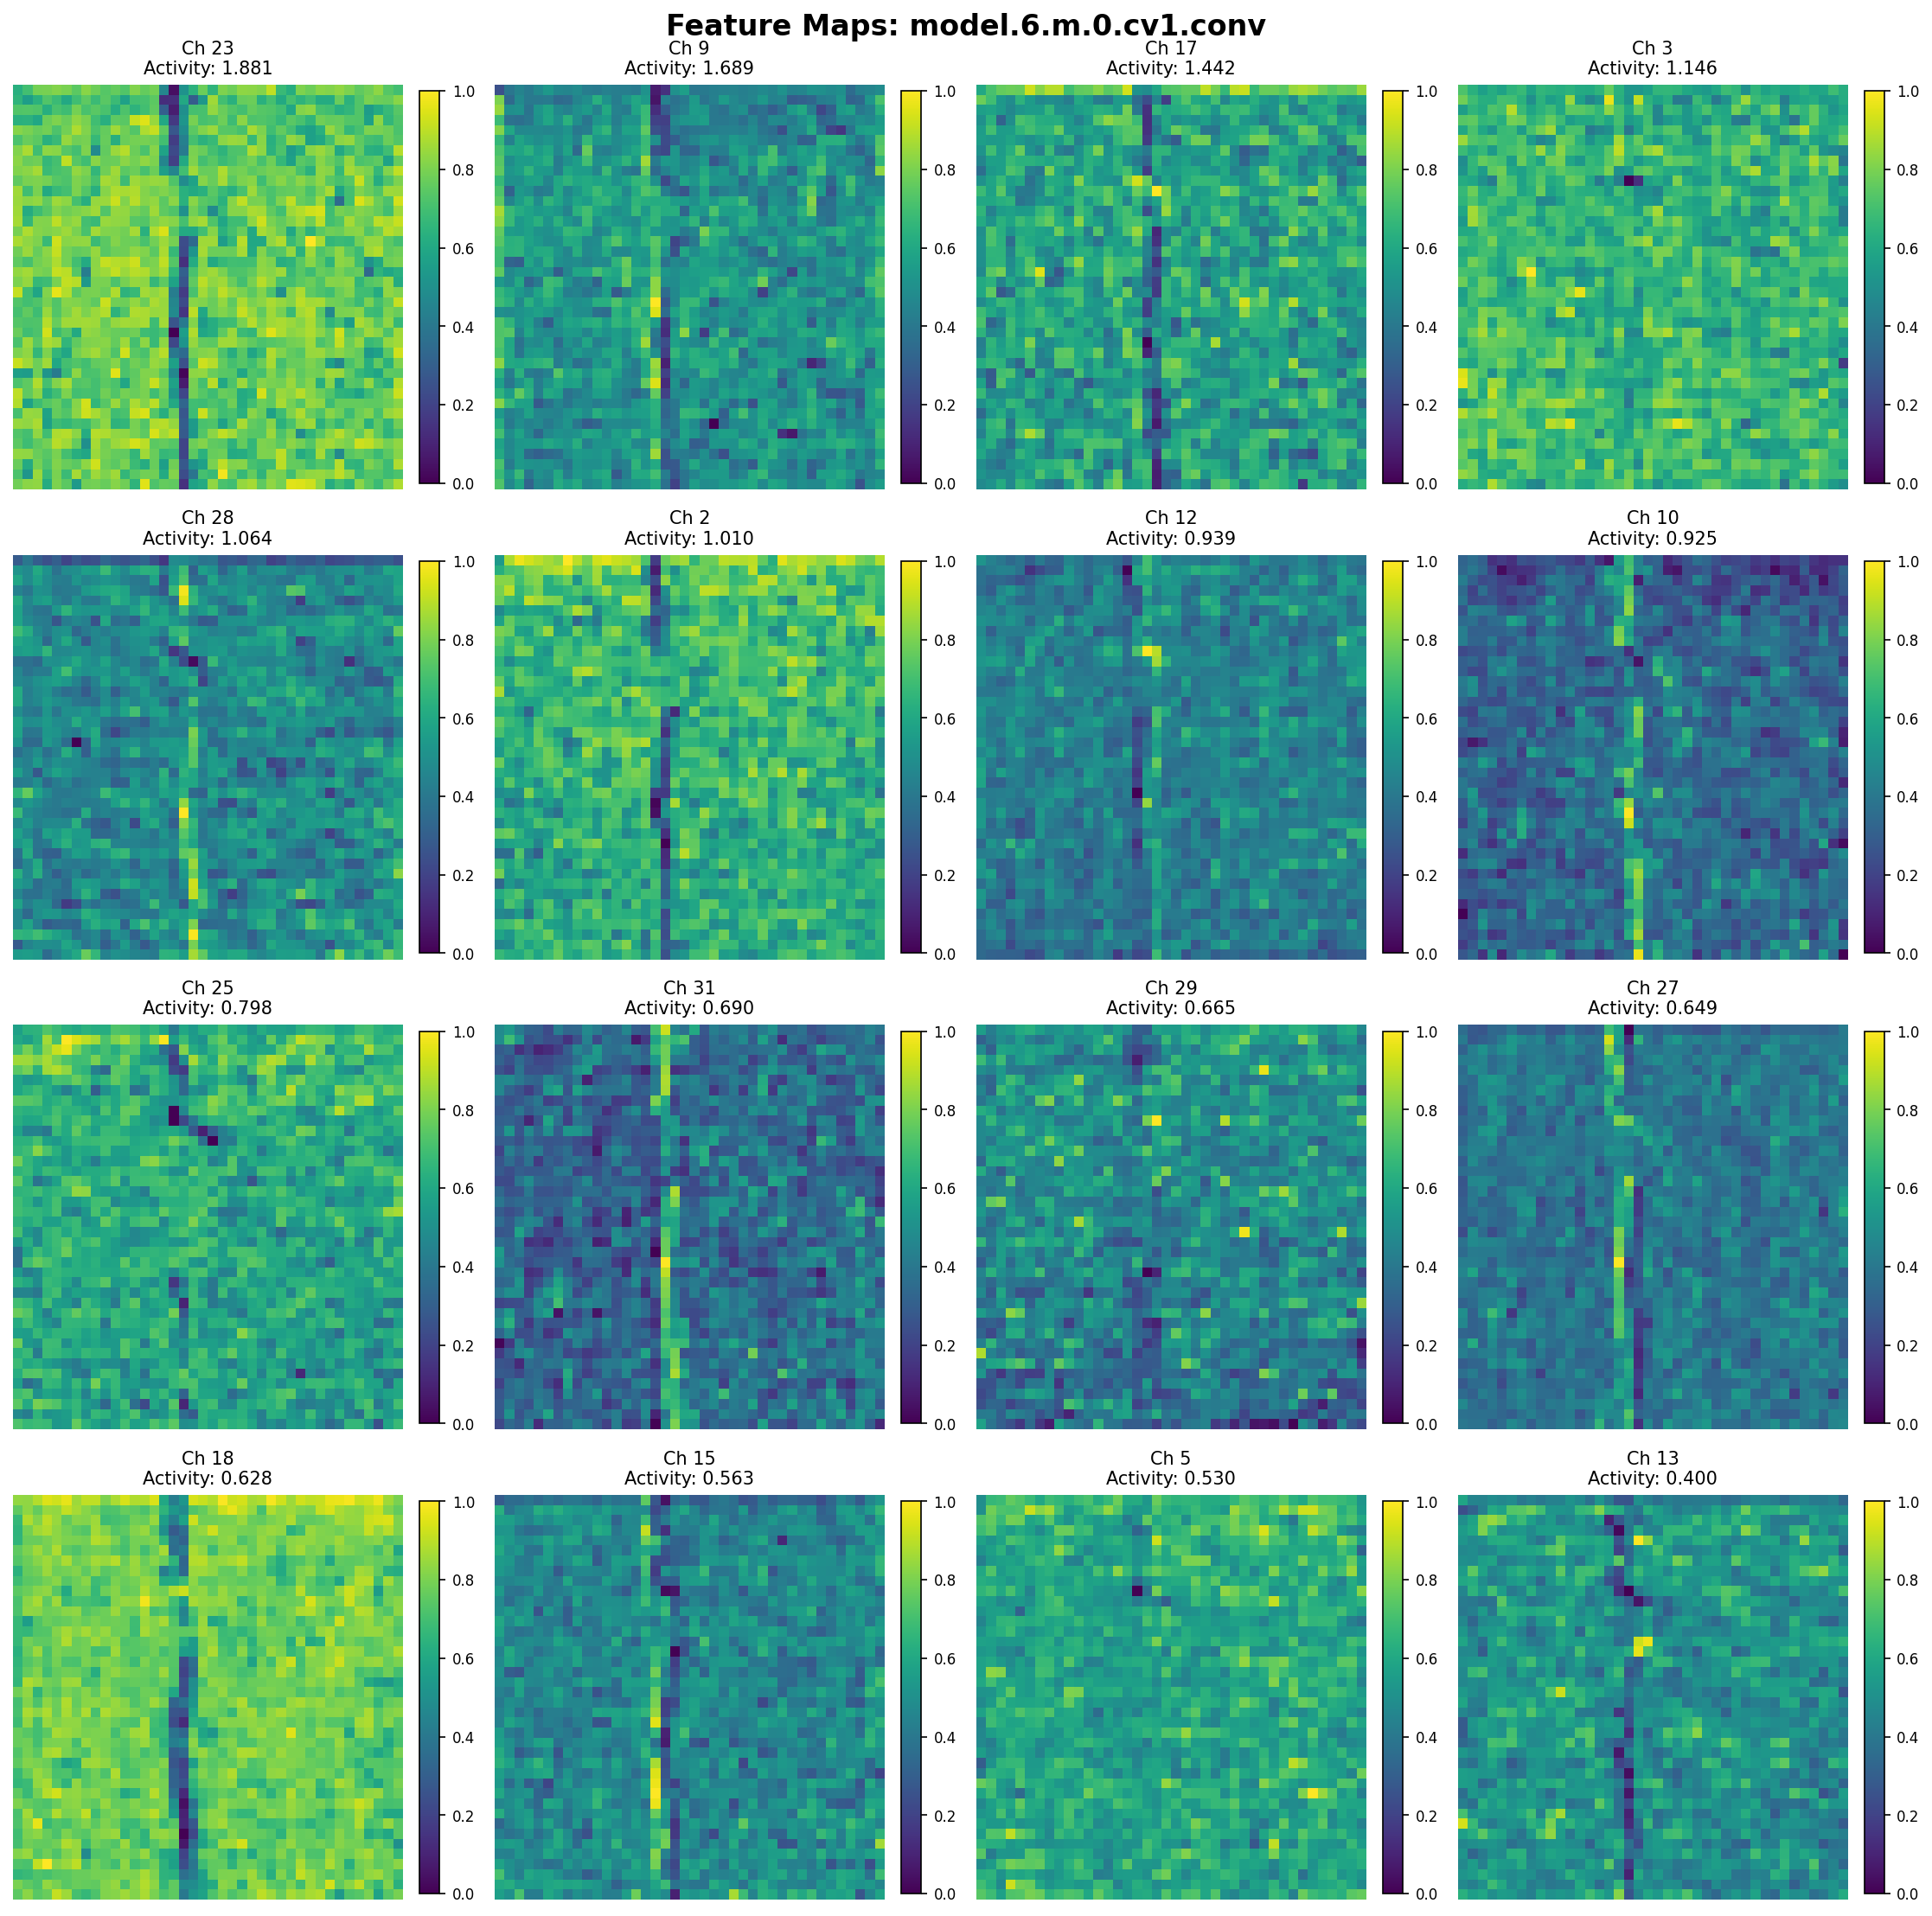 Feature Maps: model.6.m.0.cv1.conv
Ch 23
Activity: 1.881
1.0
0.8
0.6
0.4
0.2
0.0
Ch 9
Activity: 1.689
1.0
0.8
0.6
0.4
0.2
0.0
Ch 17
Activity: 1.442
1.0
0.8
0.6
0.4
0.2
0.0
Ch 3
Activity: 1.146
1.0
0.8
0.6
0.4
0.2
0.0
Ch 28
Activity: 1.064
1.0
0.8
0.6
0.4
0.2
0.0
Ch 2
Activity: 1.010
1.0
0.8
0.6
0.4
0.2
0.0
Ch 12
Activity: 0.939
1.0
0.8
0.6
0.4
0.2
0.0
Ch 10
Activity: 0.925
1.0
0.8
0.6
0.4
0.2
0.0
Ch 25
Activity: 0.798
1.0
0.8
0.6
0.4
0.2
0.0
Ch 31
Activity: 0.690
1.0
0.8
0.6
0.4
0.2
0.0
Ch 29
Activity: 0.665
1.0
0.8
0.6
0.4
0.2
0.0
Ch 27
Activity: 0.649
1.0
0.8
0.6
0.4
0.2
0.0
Ch 18
Activity: 0.628
1.0
0.8
0.6
0.4
0.2
0.0
Ch 15
Activity: 0.563
1.0
0.8
0.6
0.4
0.2
0.0
Ch 5
Activity: 0.530
1.0
0.8
0.6
0.4
0.2
0.0
Ch 13
Activity: 0.400
1.0
0.8
0.6
0.4
0.2
0.0